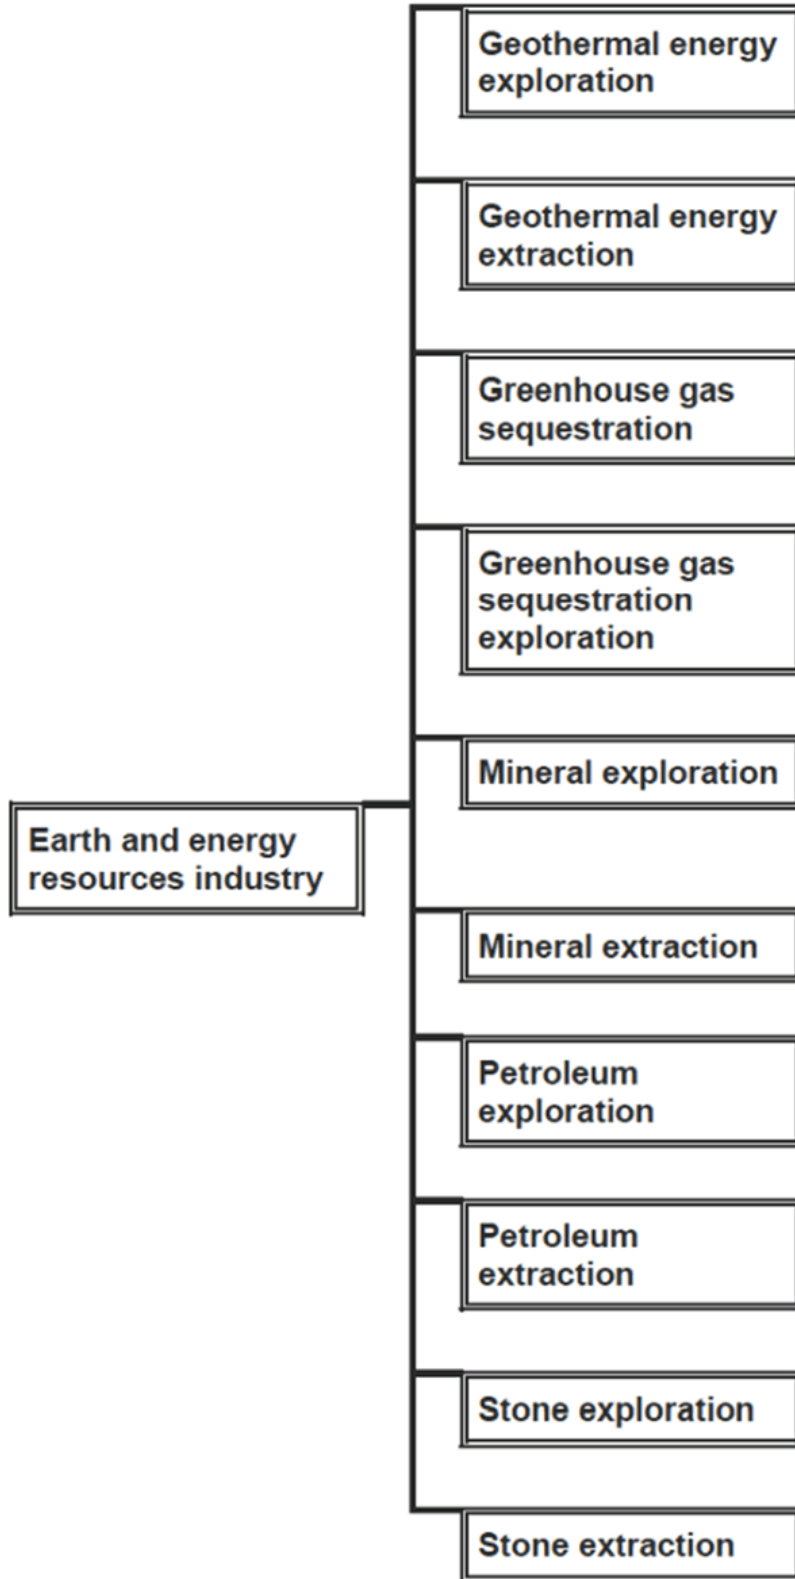 Geothermal energy
exploration
Geothermal energy
extraction
Greenhouse gas
sequestration
Greenhouse gas
sequestration
exploration
Mineral exploration
Earth and energy
resources industry
Mineral extraction
Petroleum
exploration
Petroleum
extraction
Stone exploration
Stone extraction